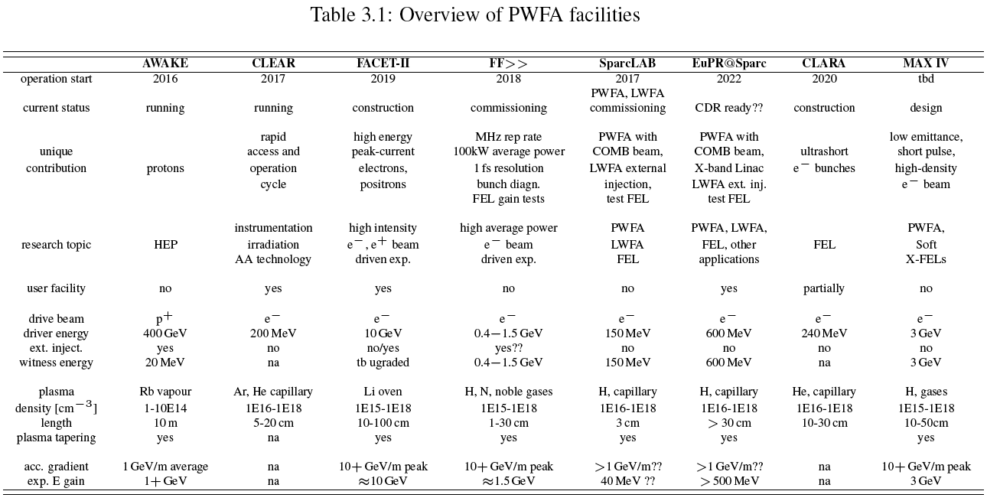 Table 3.1: Overview of PWFA facilities
AWAKE CLEAR FACET-II FF>> SparcLAB EuPR@Sparc CLARA MAX IV
operation start 2016 2017 2019 2018 2017 2022 2020 tbd
PWFA, LWFA
current status running running construction commissioning commissioning CDR ready?? construction design
rapid high energy MHz rep rate PWFA with PWFA with low emittance,
unique access and peak-current 100kW average power COMB beam, COMB beam, ultrashort short pulse,
contribution protons operation electrons, 1 fs resolution LWFA external X-band Linac e− bunches high-density
cycle positrons bunch diagn. injection, LWFA ext. inj. e− beam
FEL gain tests test FEL test FEL
instrumentation high intensity high average power PWFA PWFA, LWFA, PWFA,
research topic HEP irradiation e−, e+ beam e− beam LWFA FEL, other FEL Soft
AA technology driven exp. driven exp. FEL applications X-FELs
user facility no yes yes no no yes partially no
drive beam p+ e− e− e− e− e− e− e−
driver energy 400 GeV 200 MeV 10 GeV 0.4−1.5 GeV 150 MeV 600 MeV 240 MeV 3 GeV
ext. inject. yes no no/yes yes?? no no no no
witness energy 20 MeV na tb ugraded 0.4−1.5 GeV 150 MeV 600 MeV na 3 GeV
plasma Rb vapour Ar, He capillary Li oven H, N, noble gases H, capillary H, capillary He, capillary H, gases
density [cm−3] 1-10E14 1E16-1E18 1E15-1E18 1E15-1E18 1E16-1E18 1E16-1E18 1E16-1E18 1E15-1E18
length 10 m 5-20 cm 10-100 cm 1-30 cm 3 cm > 30 cm 10-30 cm 10-50cm
plasma tapering yes na yes yes yes yes yes
acc. gradient 1 GeV/m average na 10+ GeV/m peak 10+ GeV/m peak >1 GeV/m?? >1 GeV/m?? na 10+ GeV/m peak
exp. E gain 1+ GeV na ≈10 GeV ≈1.5 GeV 40 MeV ?? > 500 MeV na 3 GeV